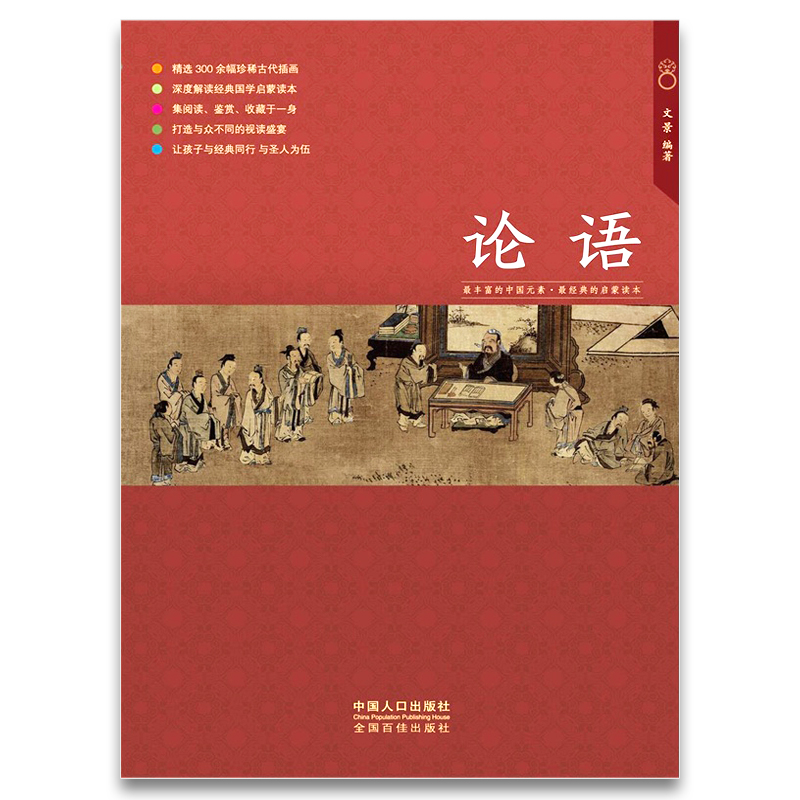 精选 300 余幅珍稀古代插画
深度解读经典国学启蒙读本
集阅读、鉴赏、收藏于一身
打造与众不同的视读盛宴
让孩子与经典同行 与圣人为伍
文景 编著
论语
最丰富的中国元素·最经典的启蒙读本
中国人口出版社
China Population Publishing House
全国百佳出版社